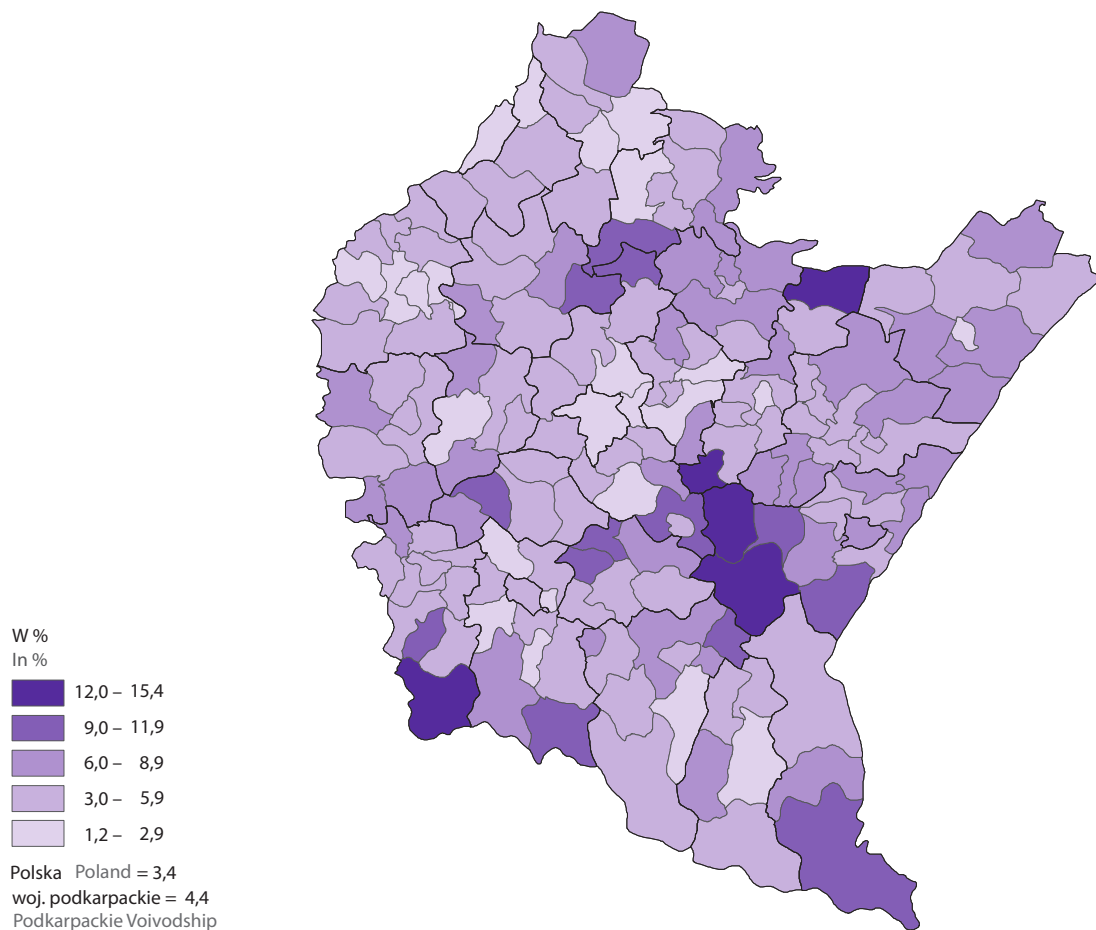 W %
In %
12,0 – 15,4
9,0 – 11,9
6,0 – 8,9
3,0 – 5,9
1,2 – 2,9
Polska Poland = 3,4
woj. podkarpackie = 4,4
Podkarpackie Voivodship